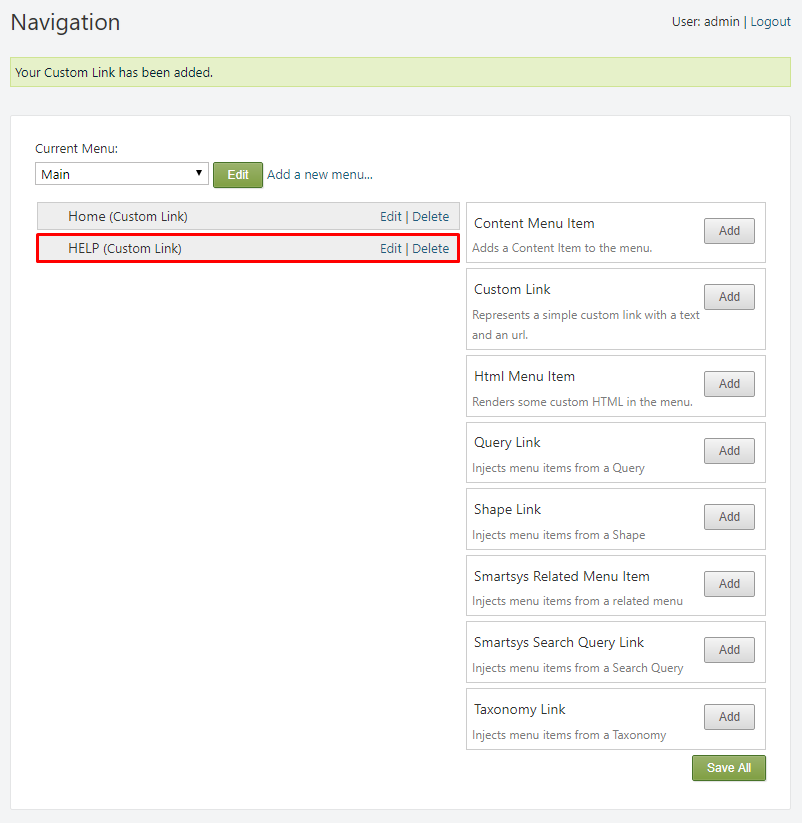 Navigation
User: admin | Logout
Your Custom Link has been added.
Current Menu:
Main
Edit
Add a new menu...
Home (Custom Link)
Edit | Delete
HELP (Custom Link)
Edit | Delete
Content Menu Item
Adds a Content Item to the menu.
Add
Custom Link
Represents a simple custom link with a text
and an url.
Add
Html Menu Item
Renders some custom HTML in the menu.
Add
Query Link
Injects menu items from a Query
Add
Shape Link
Injects menu items from a Shape
Add
Smartsys Related Menu Item
Injects menu items from a related menu
Add
Smartsys Search Query Link
Injects menu items from a Search Query
Add
Taxonomy Link
Injects menu items from a Taxonomy
Add
Save All